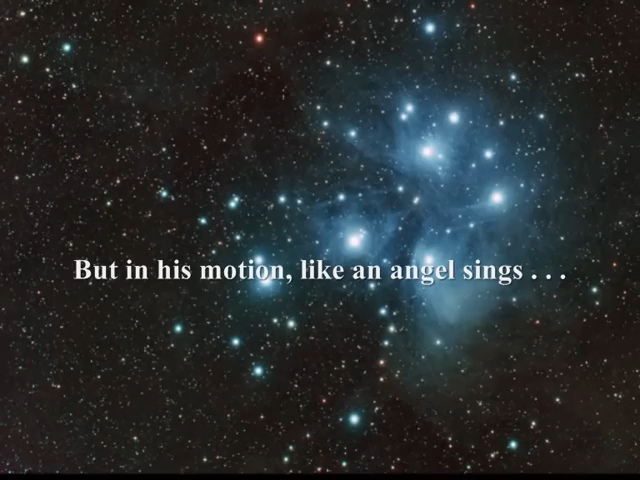 But in his motion, like an angel sings . . .